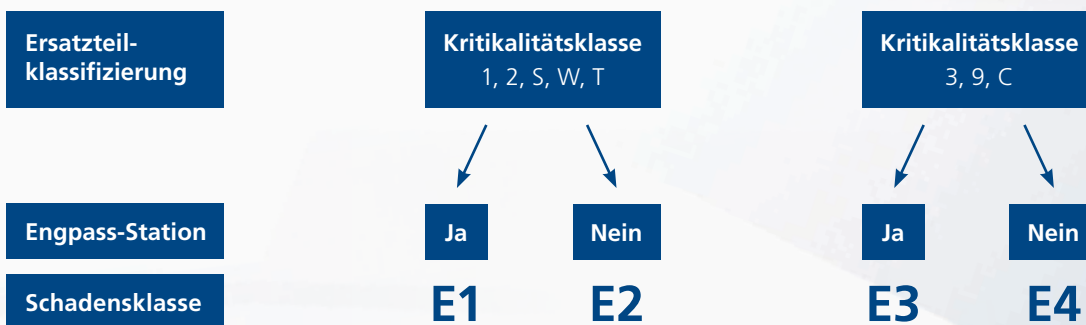 Ersatzteil-
klassifizierung
Kritikalitätsklasse
1, 2, S, W, T
Kritikalitätsklasse
3, 9, C
Engpass-Station
Ja
Nein
Ja
Nein
Schadensklasse
E1
E2
E3
E4